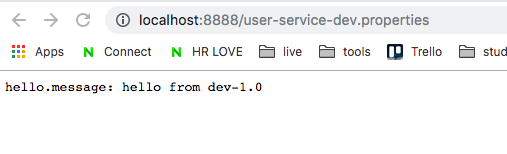 localhost:8888/user-service-dev.properties
Apps N Connect N HR LOVE live tools Trello stud
hello.message: hello from dev-1.0